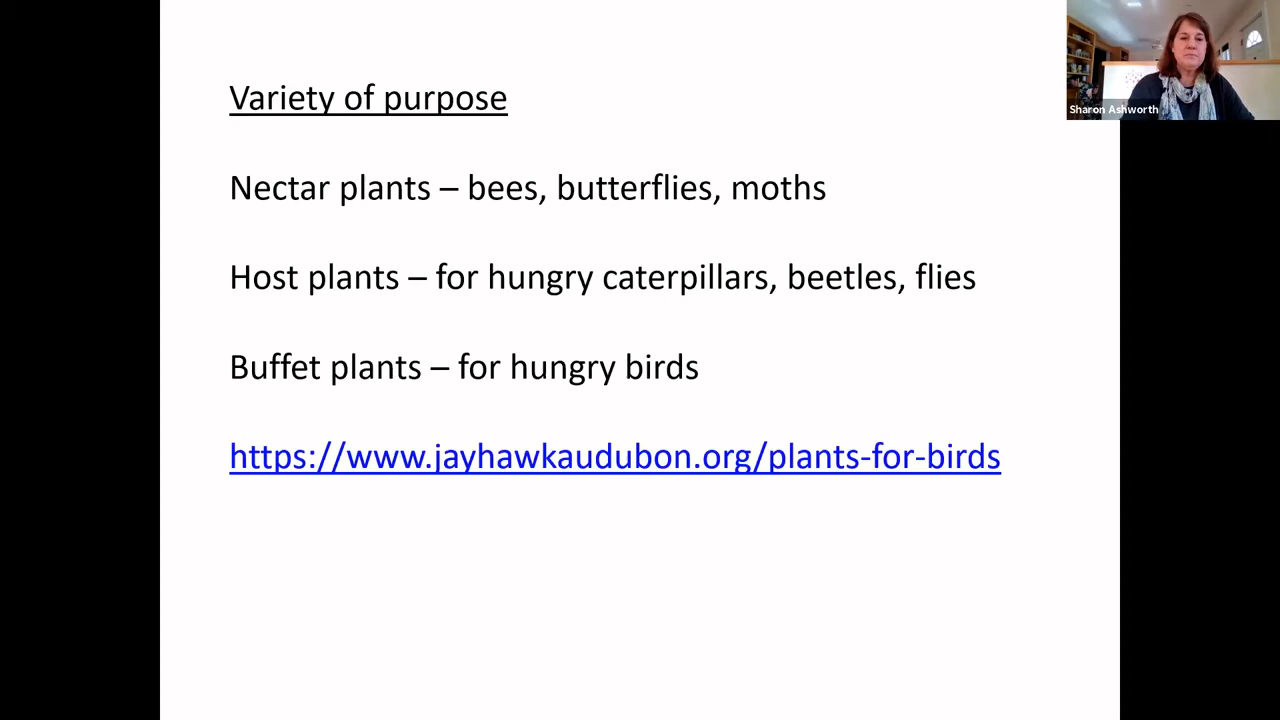 Variety of purpose
Nectar plants – bees, butterflies, moths
Host plants – for hungry caterpillars, beetles, flies
Buffet plants – for hungry birds
https://www.jayhawkaudubon.org/plants-for-birds
Sharon Ashworth